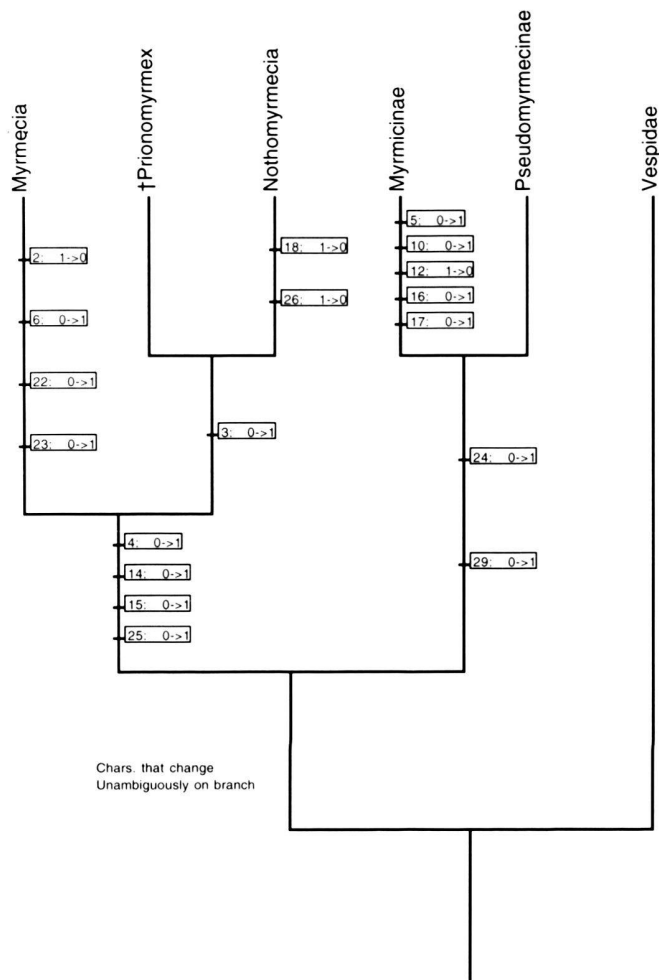 Myrmecia
†Prionomyrmex
Nothomyrmecia
Myrmicinae
Pseudomyrmecinae
Vespidae
2: 1->0
6: 0->1
22: 0->1
23: 0->1
18: 1->0
26: 1->0
3: 0->1
5: 0->1
10: 0->1
12: 1->0
16: 0->1
17: 0->1
24: 0->1
29: 0->1
4: 0->1
14: 0->1
15: 0->1
25: 0->1
Chars. that change
Unambiguously on branch